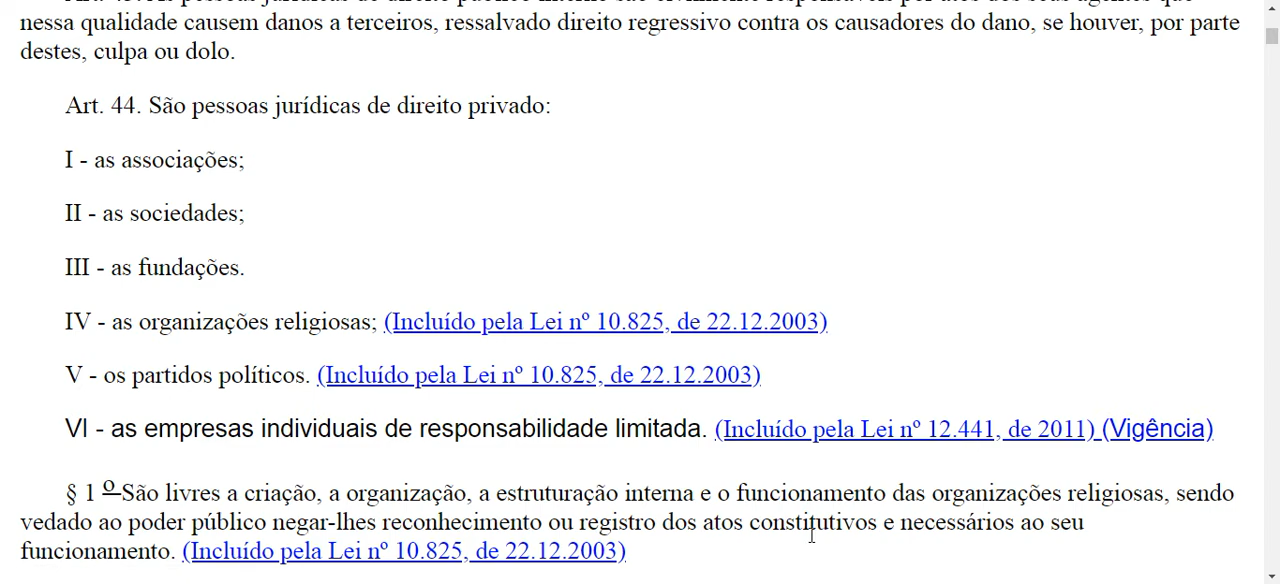 nessa qualidade causem danos a terceiros, ressalvado direito regressivo contra os causadores do dano, se houver, por parte
destes, culpa ou dolo.
Art. 44. São pessoas jurídicas de direito privado:
I - as associações;
II - as sociedades;
III - as fundações.
IV - as organizações religiosas; (Incluído pela Lei nº 10.825, de 22.12.2003)
V - os partidos políticos. (Incluído pela Lei nº 10.825, de 22.12.2003)
VI - as empresas individuais de responsabilidade limitada. (Incluído pela Lei nº 12.441, de 2011) (Vigência)
§ 1 º São livres a criação, a organização, a estruturação interna e o funcionamento das organizações religiosas, sendo
vedado ao poder público negar-lhes reconhecimento ou registro dos atos constitutivos e necessários ao seu
funcionamento. (Incluído pela Lei nº 10.825, de 22.12.2003)